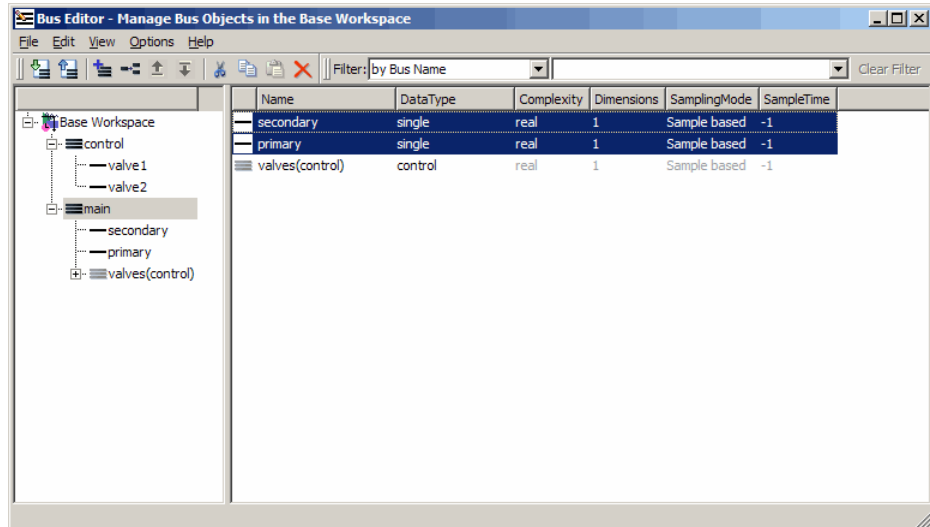 Bus Editor - Manage Bus Objects in the Base Workspace
File Edit View Options Help
Filter: by Bus Name Clear Filter
Name DataType Complexity Dimensions SamplingMode SampleTime
Base Workspace
control
valve1
valve2
main
secondary
primary
valves(control)
secondary single real 1 Sample based -1
primary single real 1 Sample based -1
valves(control) control real 1 Sample based -1